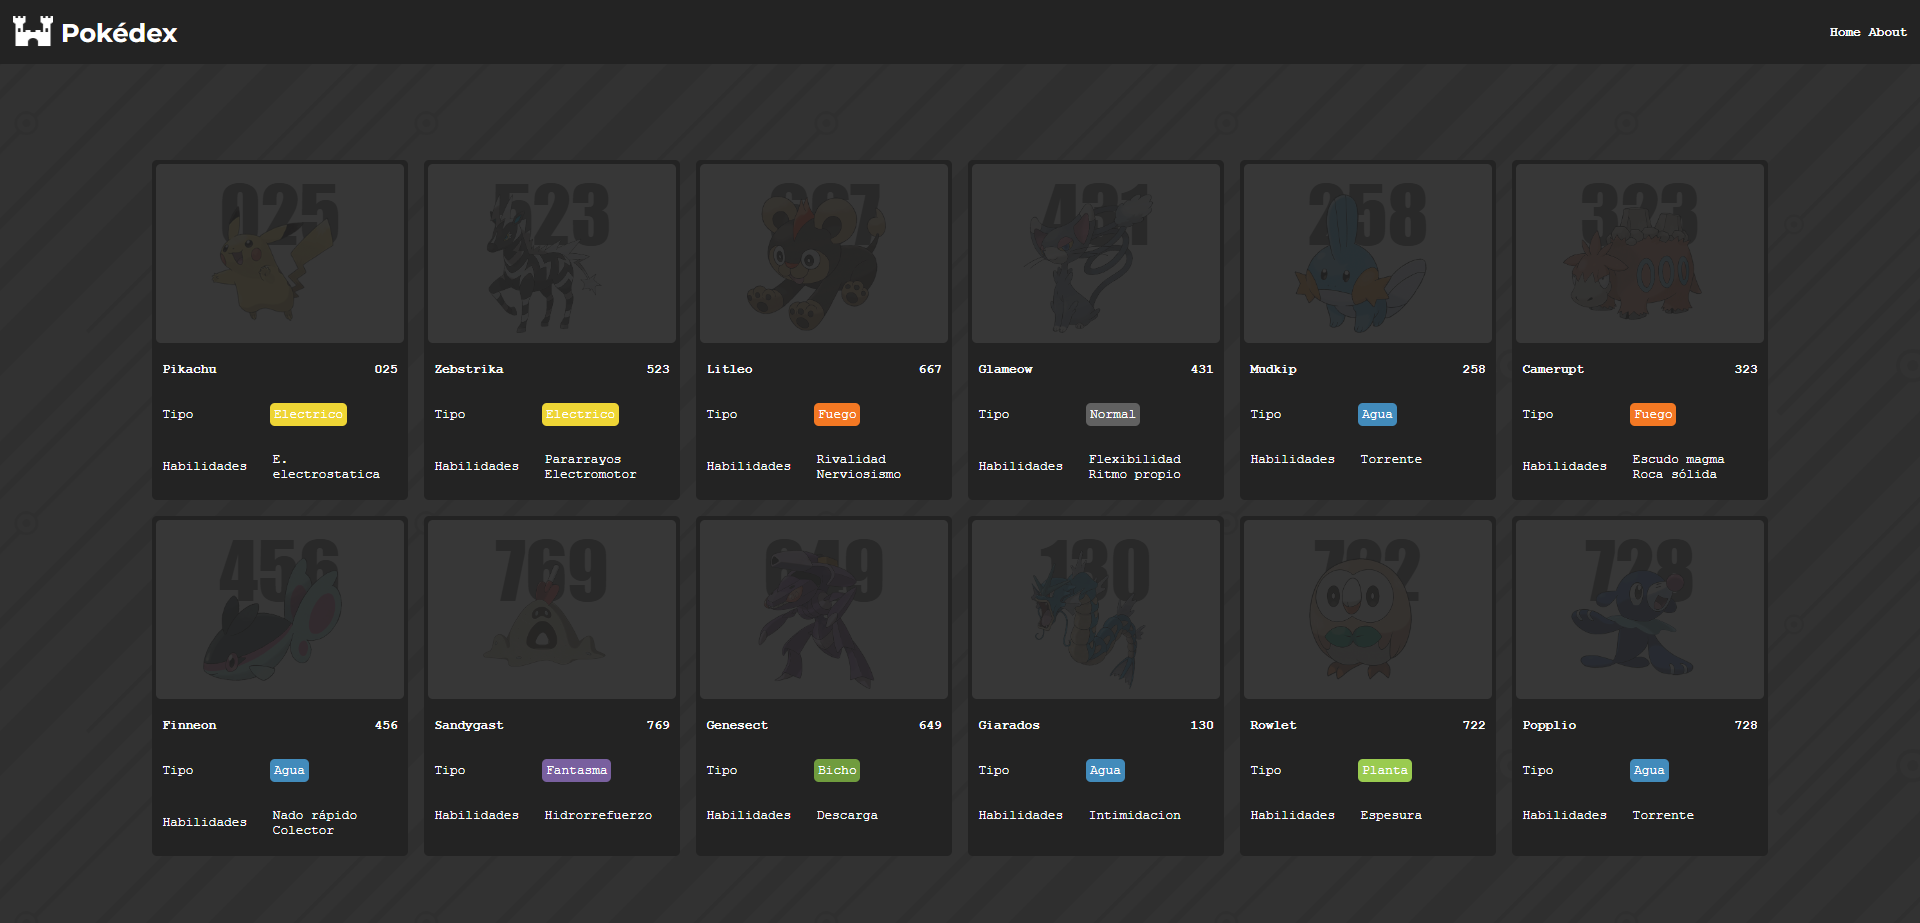 Pokédex
Home About
025
523
667
431
258
323
Pikachu 025
Tipo Electrico
Habilidades E. electrostatica
Zebstrika 523
Tipo Electrico
Habilidades Pararrayos
Electromotor
Litleo 667
Tipo Fuego
Habilidades Rivalidad
Nerviosismo
Glameow 431
Tipo Normal
Habilidades Flexibilidad
Ritmo propio
Mudkip 258
Tipo Agua
Habilidades Torrente
Camerupt 323
Tipo Fuego
Habilidades Escudo magma
Roca sólida
456
769
649
130
722
728
Finneon 456
Tipo Agua
Habilidades Nado rápido
Colector
Sandygast 769
Tipo Fantasma
Habilidades Hidrorrefuerzo
Genesect 649
Tipo Bicho
Habilidades Descarga
Giarados 130
Tipo Agua
Habilidades Intimidacion
Rowlet 722
Tipo Planta
Habilidades Espesura
Popplio 728
Tipo Agua
Habilidades Torrente